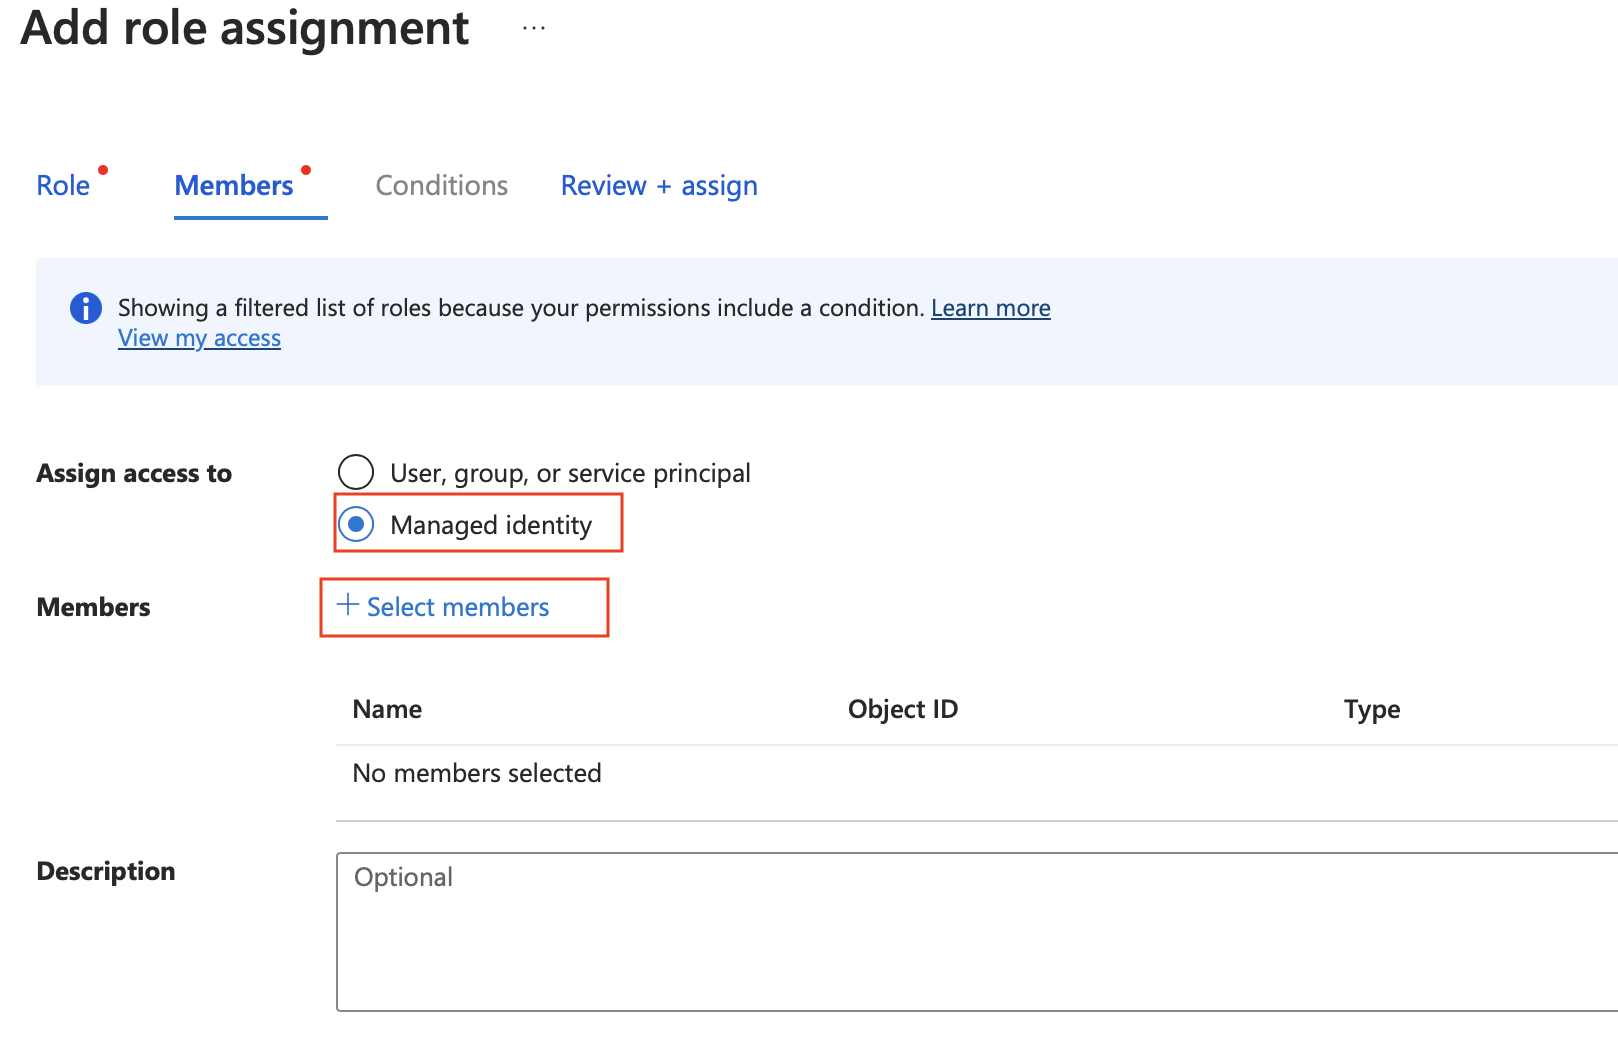 Add role assignment ...
Role Members Conditions Review + assign
Showing a filtered list of roles because your permissions include a condition. Learn more
View my access
Assign access to User, group, or service principal
Managed identity
Members + Select members
Name Object ID Type
No members selected
Description Optional